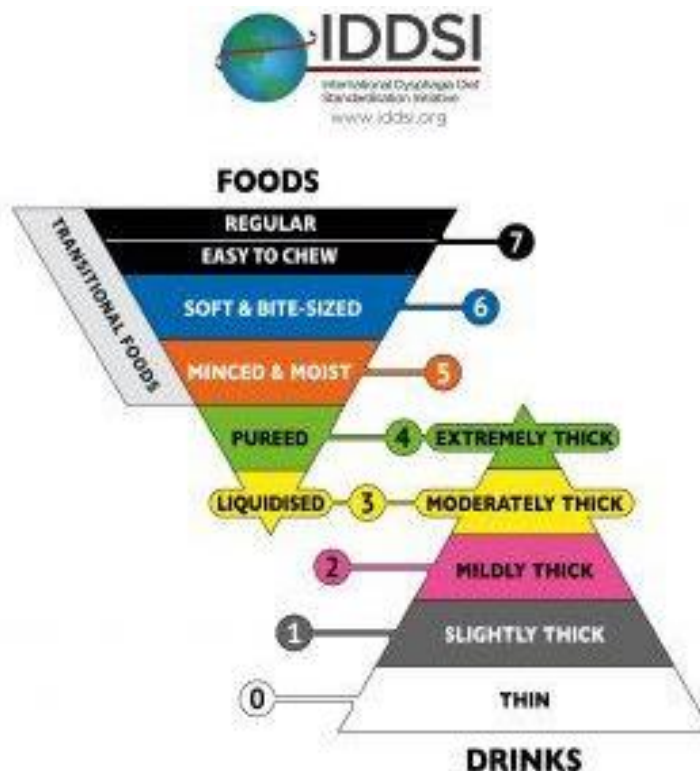 IDDSI
International Dysphagia Diet
Standardisation Initiative
www.iddsi.org
FOODS
TRANSITIONAL FOODS
REGULAR
EASY TO CHEW
7
SOFT & BITE-SIZED
6
MINCED & MOIST
5
PUREED
4
EXTREMELY THICK
LIQUIDISED
3
MODERATELY THICK
2
MILDLY THICK
1
SLIGHTLY THICK
0
THIN
DRINKS